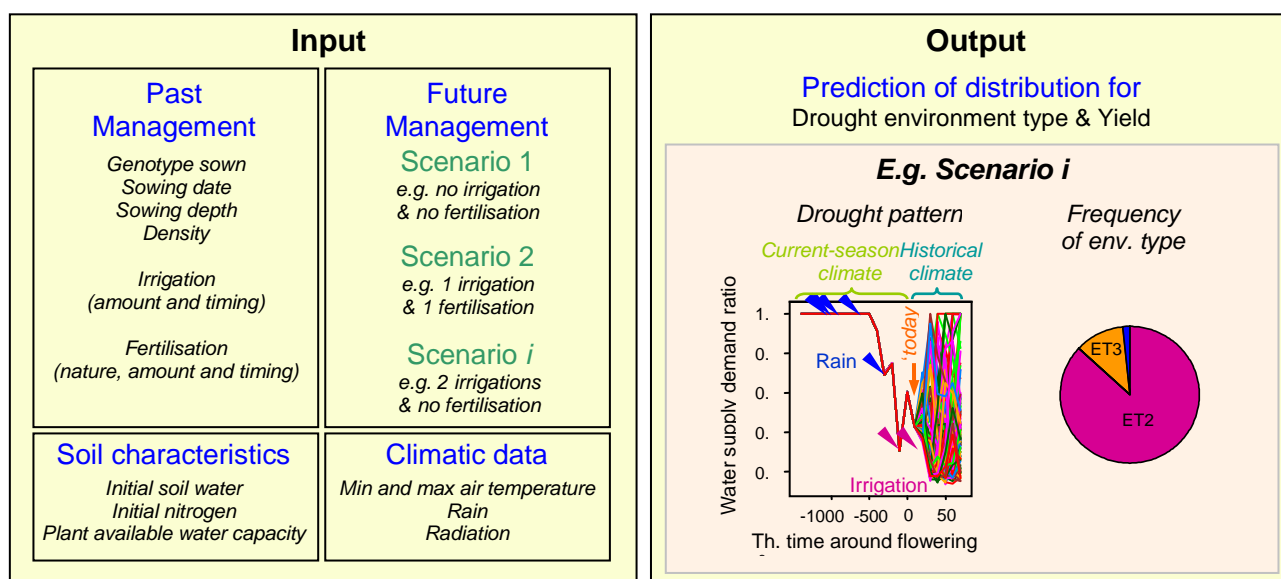 Input
Past
Management
Genotype sown
Sowing date
Sowing depth
Density
Irrigation
(amount and timing)
Fertilisation
(nature, amount and timing)
Future
Management
Scenario 1
e.g. no irrigation
& no fertilisation
Scenario 2
e.g. 1 irrigation
& 1 fertilisation
Scenario i
e.g. 2 irrigations
& no fertilisation
Soil characteristics
Initial soil water
Initial nitrogen
Plant available water capacity
Climatic data
Min and max air temperature
Rain
Radiation
Output
Prediction of distribution for
Drought environment type & Yield
E.g. Scenario i
Drought pattern
Current-season
climate
Historical
climate
Water supply demand ratio
1.
0.
0.
0.
0.
Rain
'today
Irrigation
-1000 -500 0 50
Th. time around flowering
Frequency
of env. type
ET3
ET2